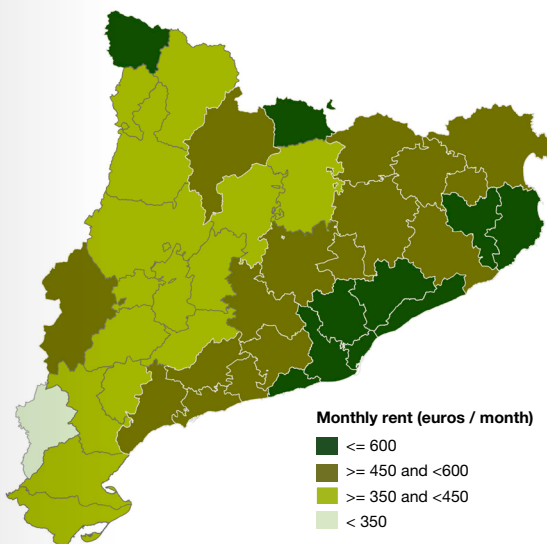 Monthly rent (euros / month)
<= 600
>= 450 and <600
>= 350 and <450
< 350